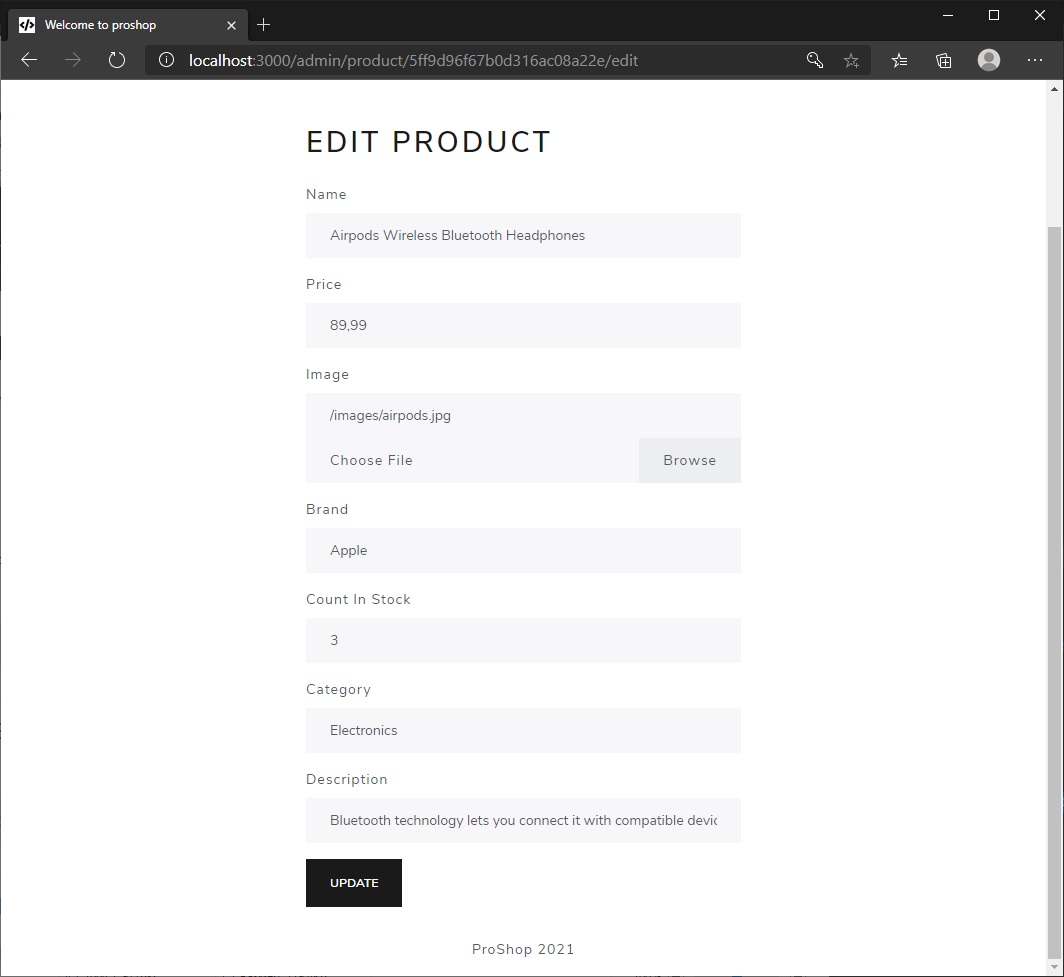 Welcome to proshop
localhost:3000/admin/product/5ff9d96f67b0d316ac08a22e/edit
EDIT PRODUCT
Name
Airpods Wireless Bluetooth Headphones
Price
89,99
Image
/images/airpods.jpg
Choose File
Browse
Brand
Apple
Count In Stock
3
Category
Electronics
Description
Bluetooth technology lets you connect it with compatible
UPDATE
ProShop 2021